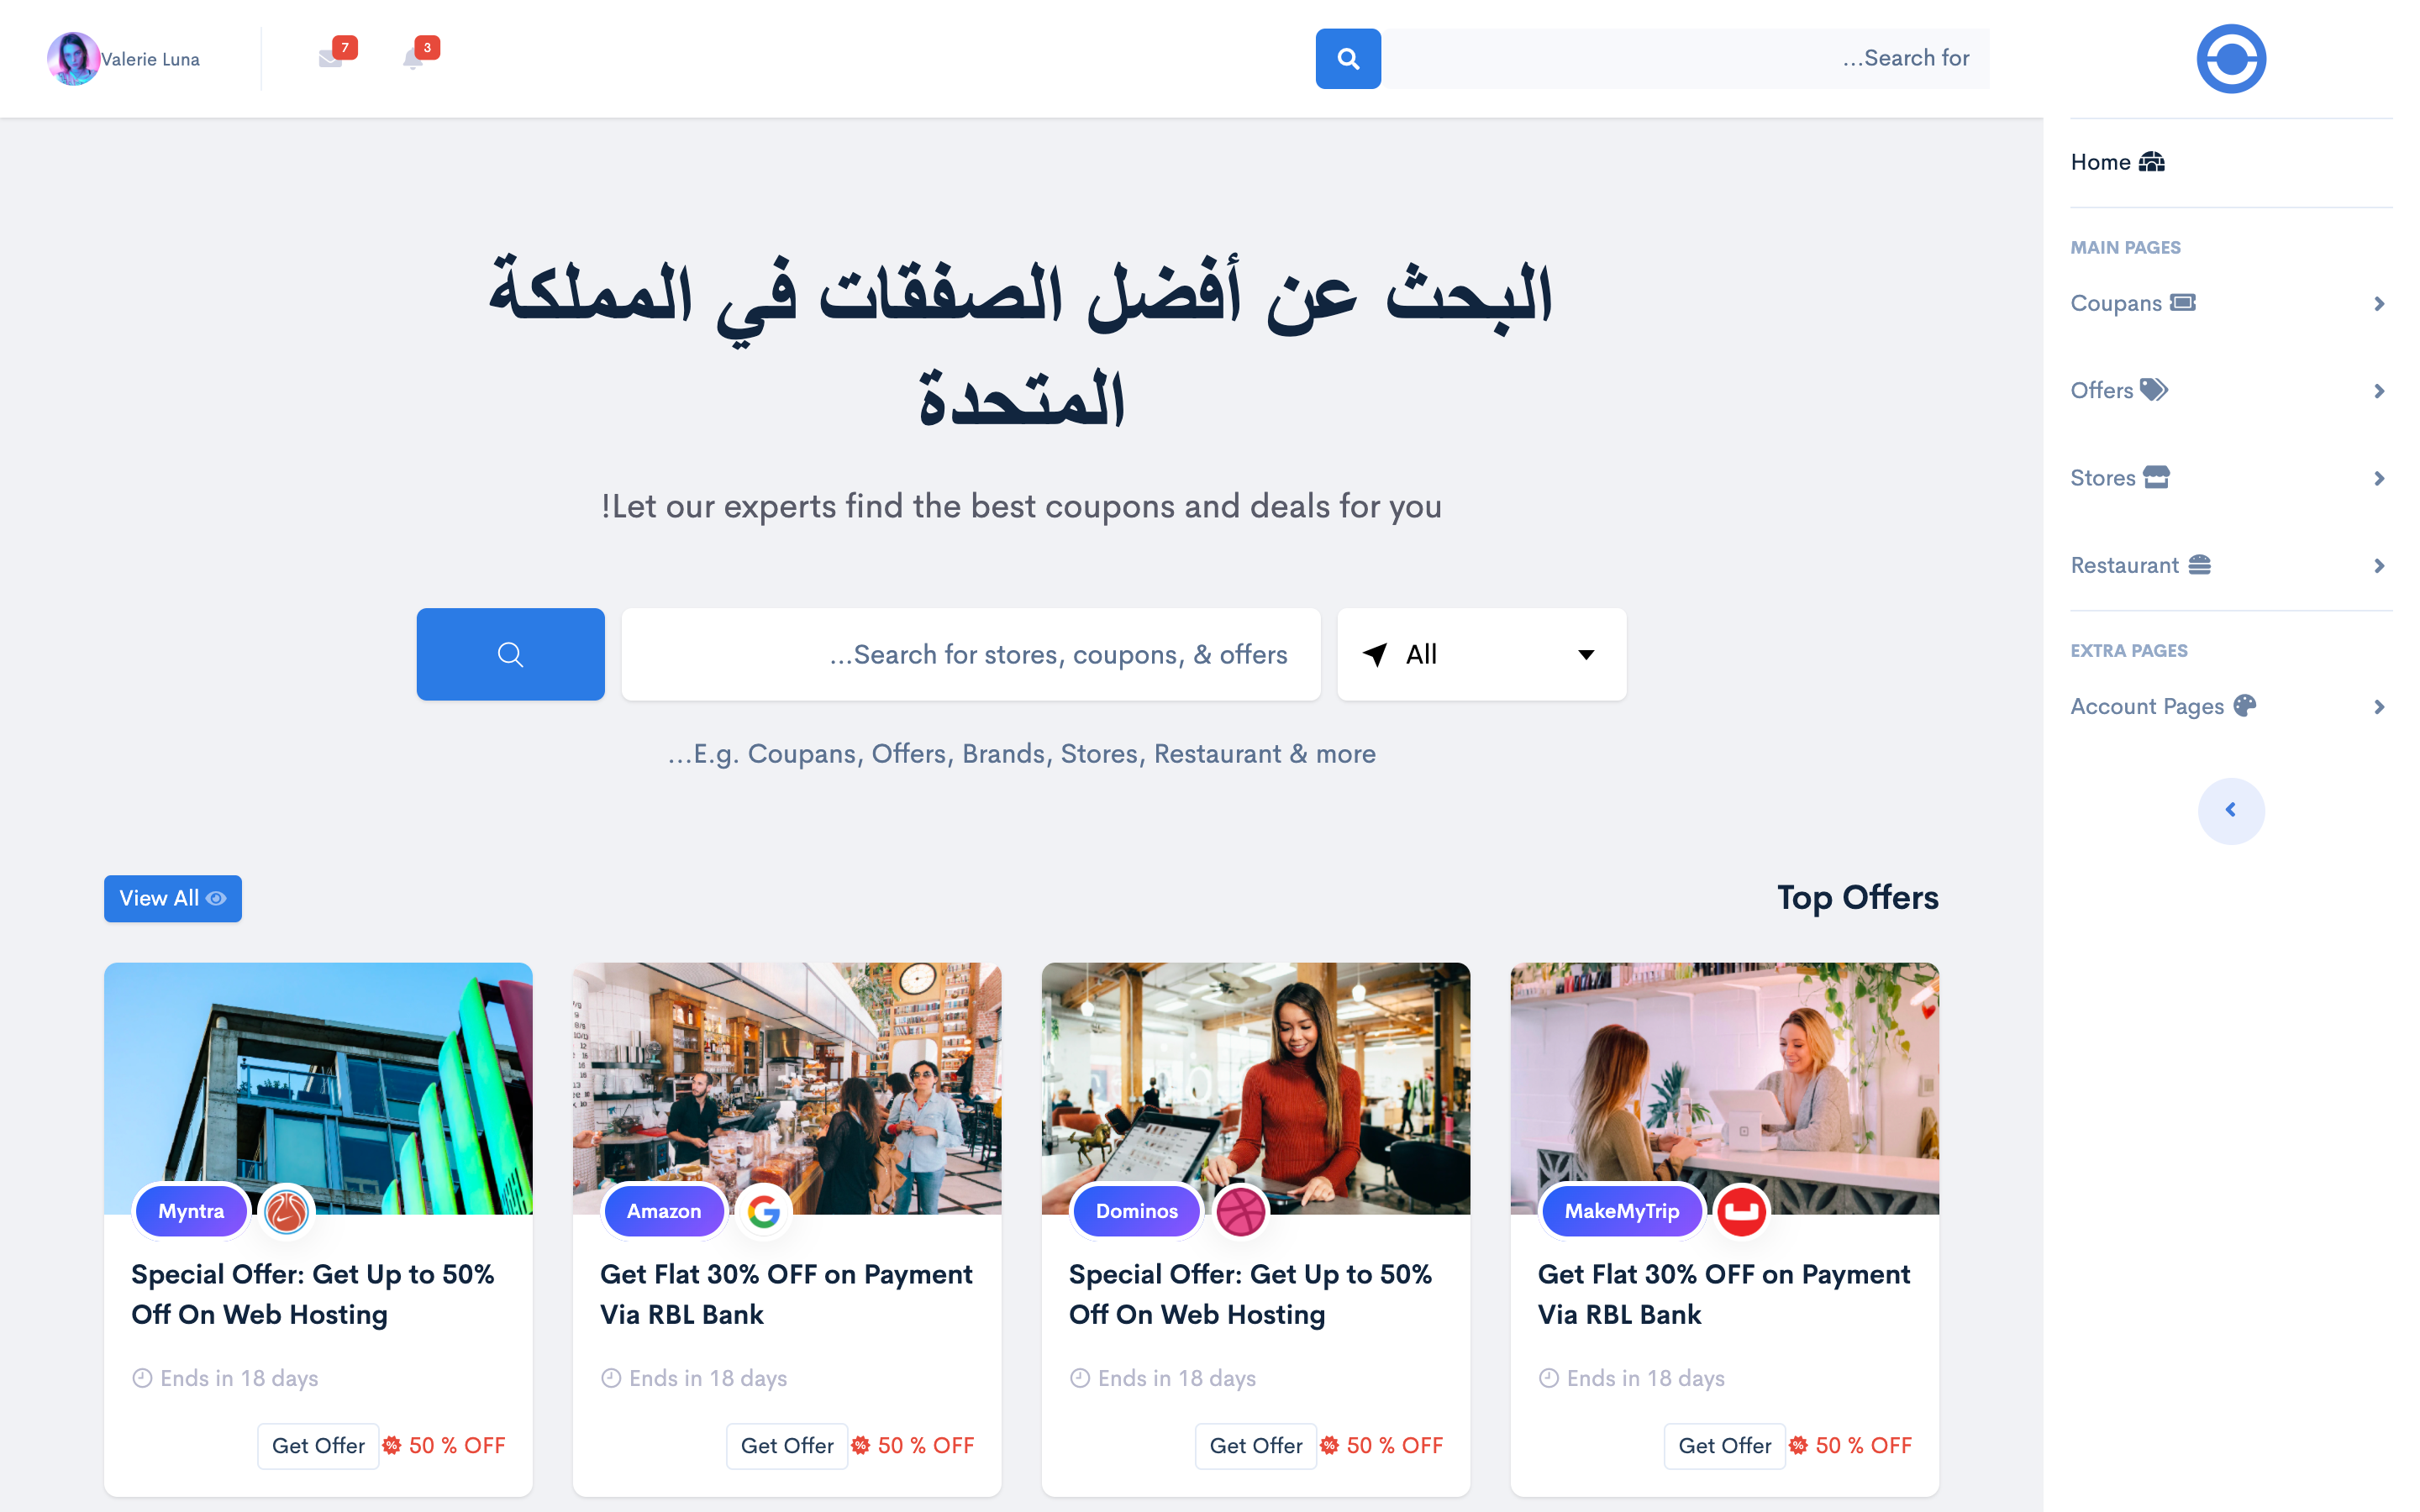 Valerie Luna
7
3
...Search for
Home
MAIN PAGES
Coupans
Offers
Stores
Restaurant
EXTRA PAGES
Account Pages
البحث عن أفضل الصفقات في المملكة
المتحدة
!Let our experts find the best coupons and deals for you
...Search for stores, coupons, & offers
All
...E.g. Coupans, Offers, Brands, Stores, Restaurant & more
View All
Top Offers
Myntra
Special Offer: Get Up to 50%
Off On Web Hosting
Ends in 18 days
Get Offer
50 % OFF
Amazon
Get Flat 30% OFF on Payment
Via RBL Bank
Ends in 18 days
Get Offer
50 % OFF
Dominos
Special Offer: Get Up to 50%
Off On Web Hosting
Ends in 18 days
Get Offer
50 % OFF
MakeMyTrip
Get Flat 30% OFF on Payment
Via RBL Bank
Ends in 18 days
Get Offer
50 % OFF